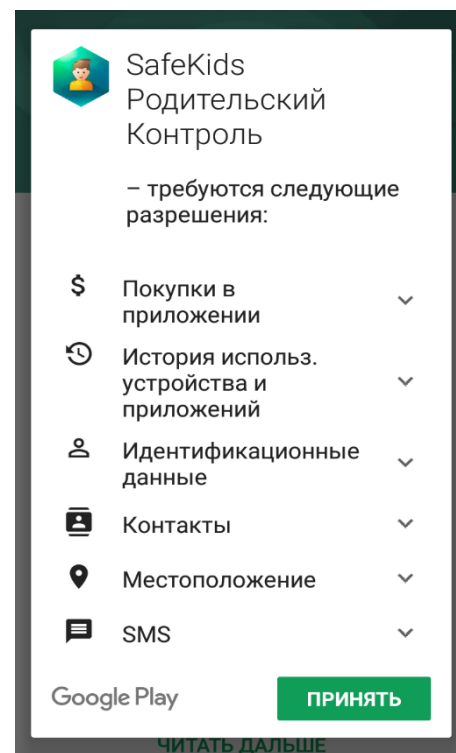 SafeKids
Родительский
Контроль
– требуются следующие
разрешения:
Покупки в
приложении
История использ.
устройства и
приложений
Идентификационные
данные
Контакты
Местоположение
SMS
Google Play
ПРИНЯТЬ
ЧИТАТЬ ДАЛЬШЕ